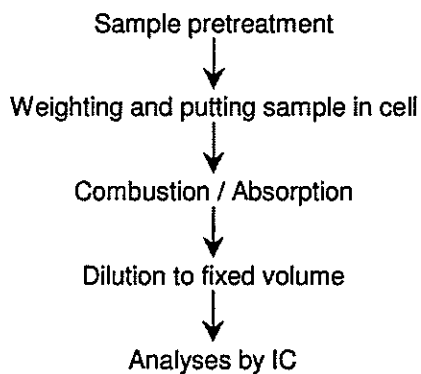 Sample pretreatment
Weighting and putting sample in cell
Combustion / Absorption
Dilution to fixed volume
Analyses by IC